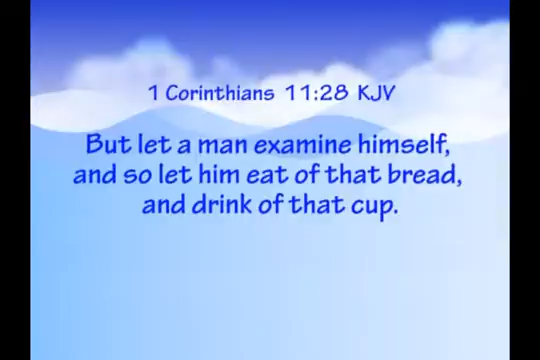 1 Corinthians 11:28 KJV
But let a man examine himself,
and so let him eat of that bread,
and drink of that cup.